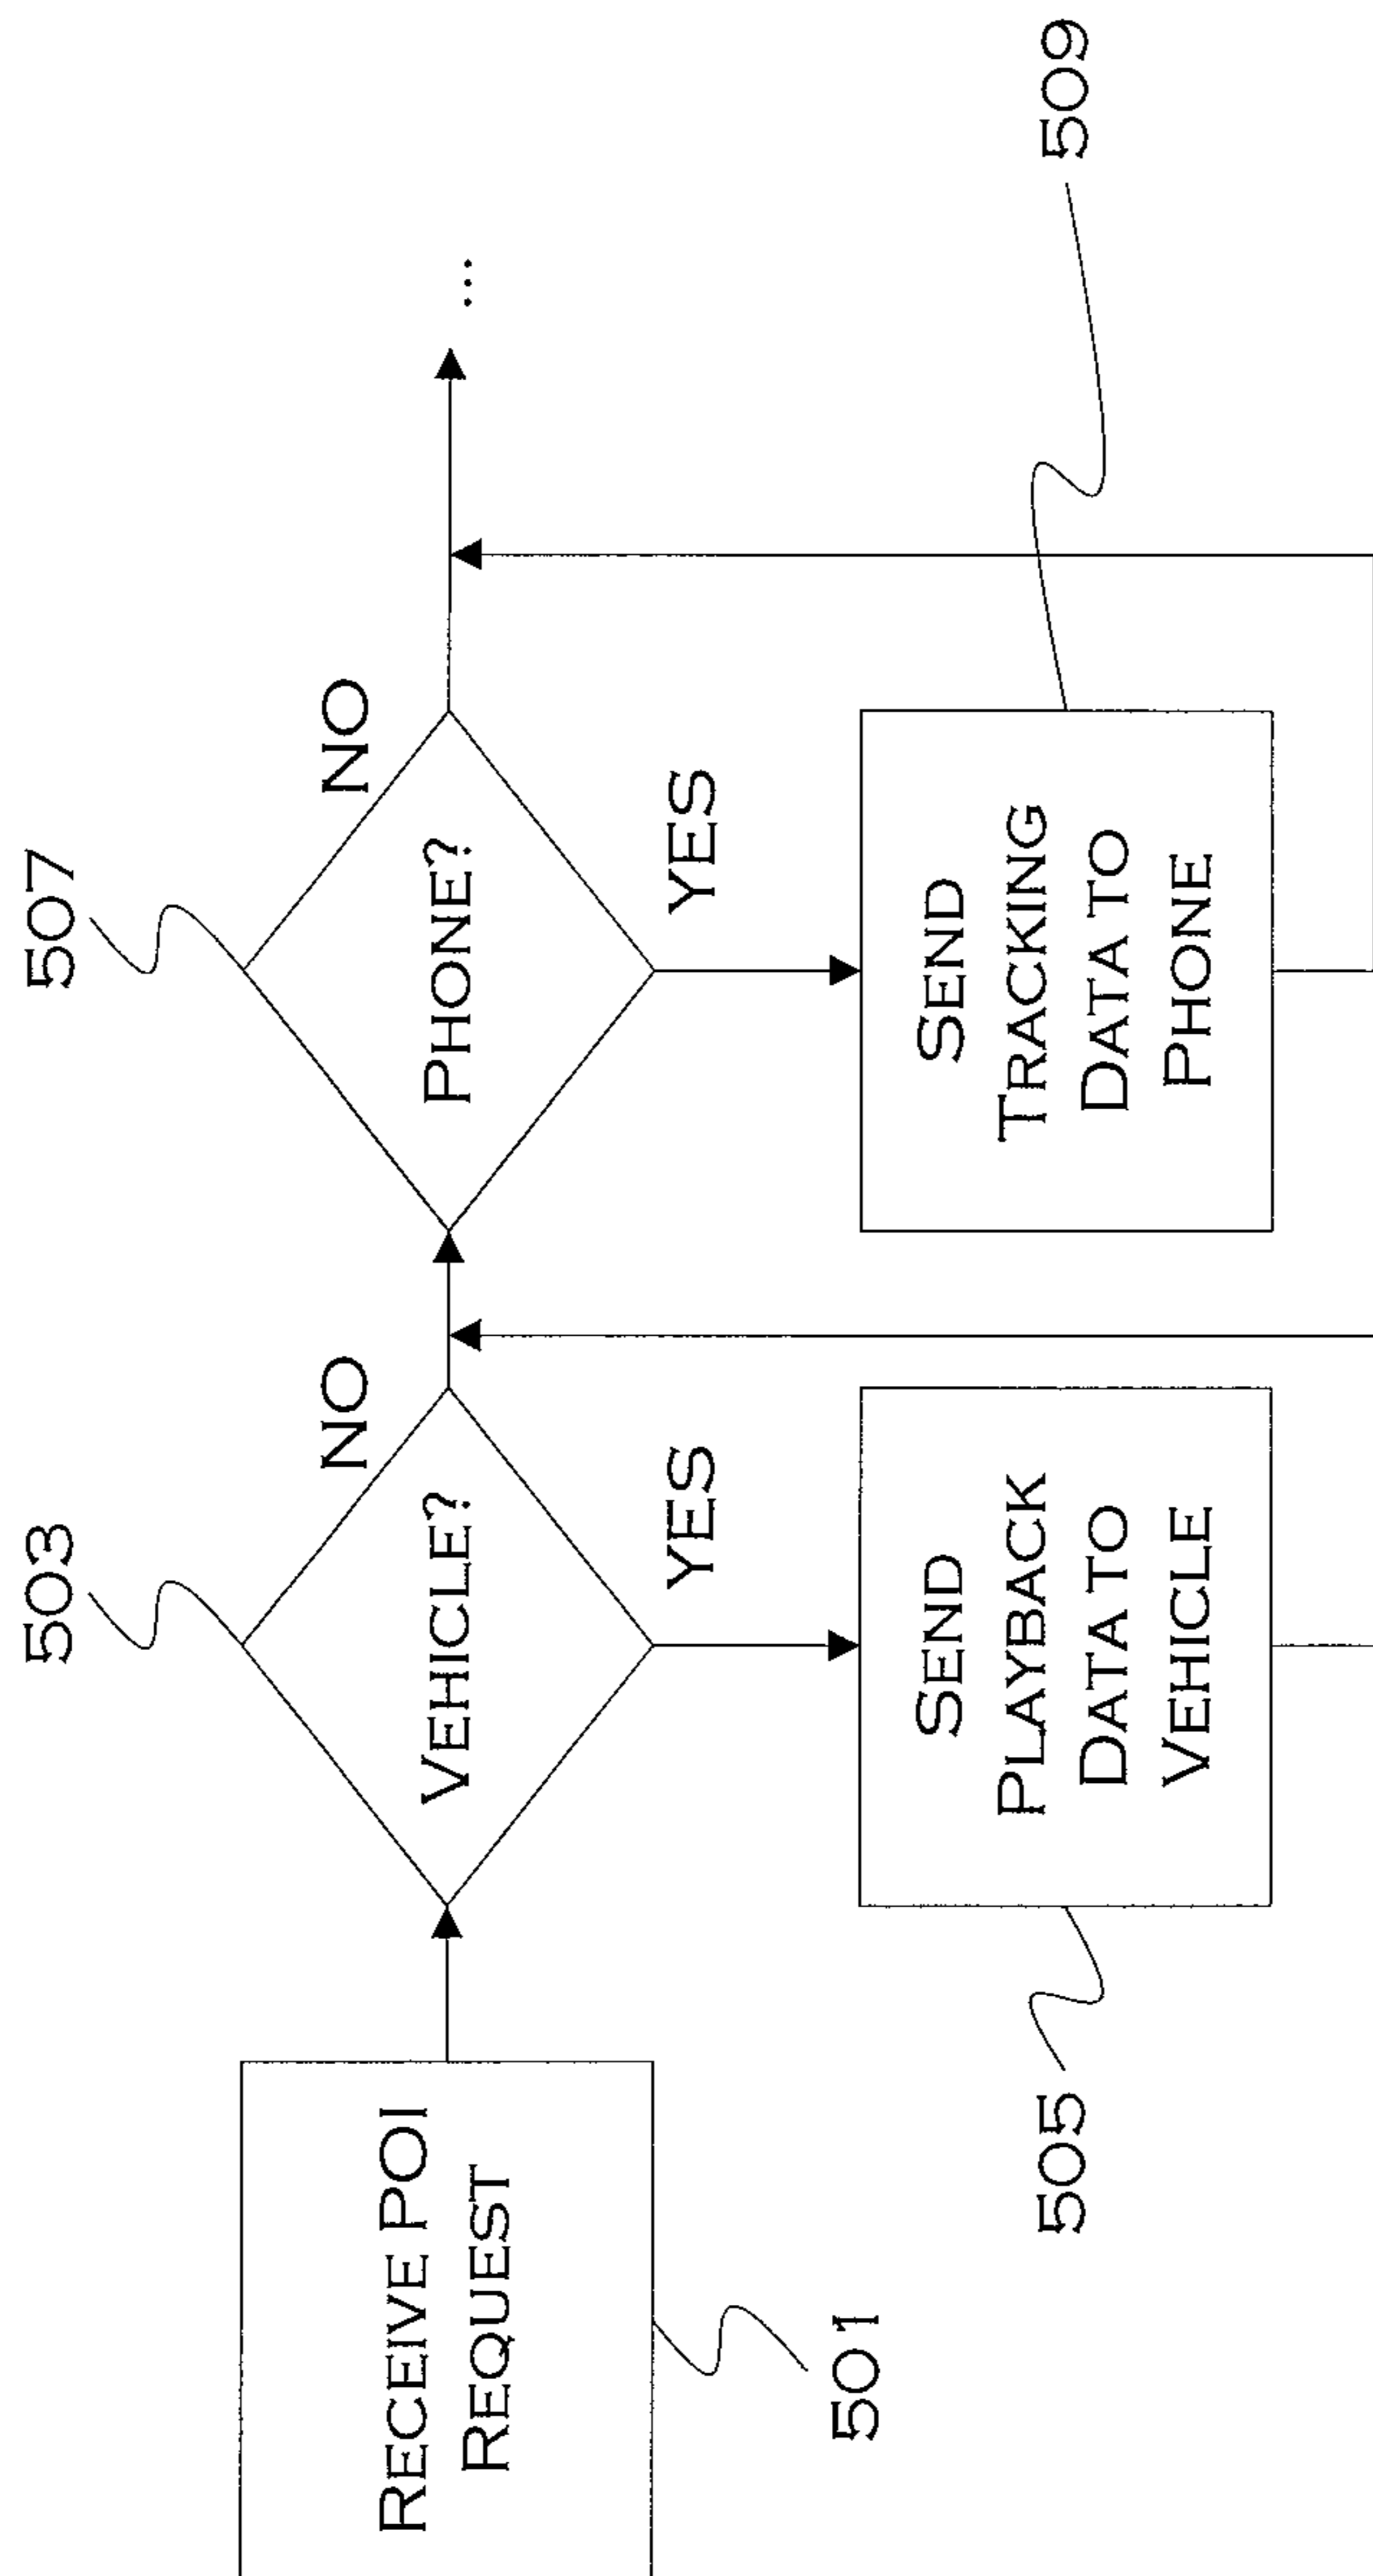 RECEIVE POI
REQUEST
501
503
VEHICLE?
NO
YES
SEND
PLAYBACK
DATA TO
VEHICLE
505
507
PHONE?
NO
YES
SEND
TRACKING
DATA TO
PHONE
509
...